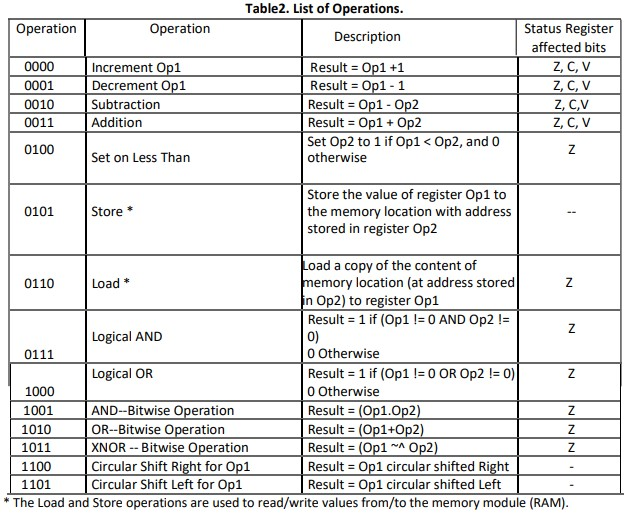 Table2. List of Operations.
Operation Operation Description Status Register
affected bits
0000 Increment Op1 Result = Op1 +1 Z, C, V
0001 Decrement Op1 Result = Op1 - 1 Z, C, V
0010 Subtraction Result = Op1 - Op2 Z, C,V
0011 Addition Result = Op1 + Op2 Z, C, V
0100 Set on Less Than Set Op2 to 1 if Op1 < Op2, and 0 Z
otherwise
0101 Store * Store the value of register Op1 to --
the memory location with address
stored in register Op2
0110 Load * Load a copy of the content of Z
memory location (at address stored
in Op2) to register Op1
0111 Logical AND Result = 1 if (Op1 != 0 AND Op2 != Z
0)
0 Otherwise
1000 Logical OR Result = 1 if (Op1 != 0 OR Op2 != 0) Z
0 Otherwise
1001 AND--Bitwise Operation Result = (Op1.Op2) Z
1010 OR--Bitwise Operation Result = (Op1+Op2) Z
1011 XNOR -- Bitwise Operation Result = (Op1 ~^ Op2) Z
1100 Circular Shift Right for Op1 Result = Op1 circular shifted Right -
1101 Circular Shift Left for Op1 Result = Op1 circular shifted Left -
* The Load and Store operations are used to read/write values from/to the memory module (RAM).